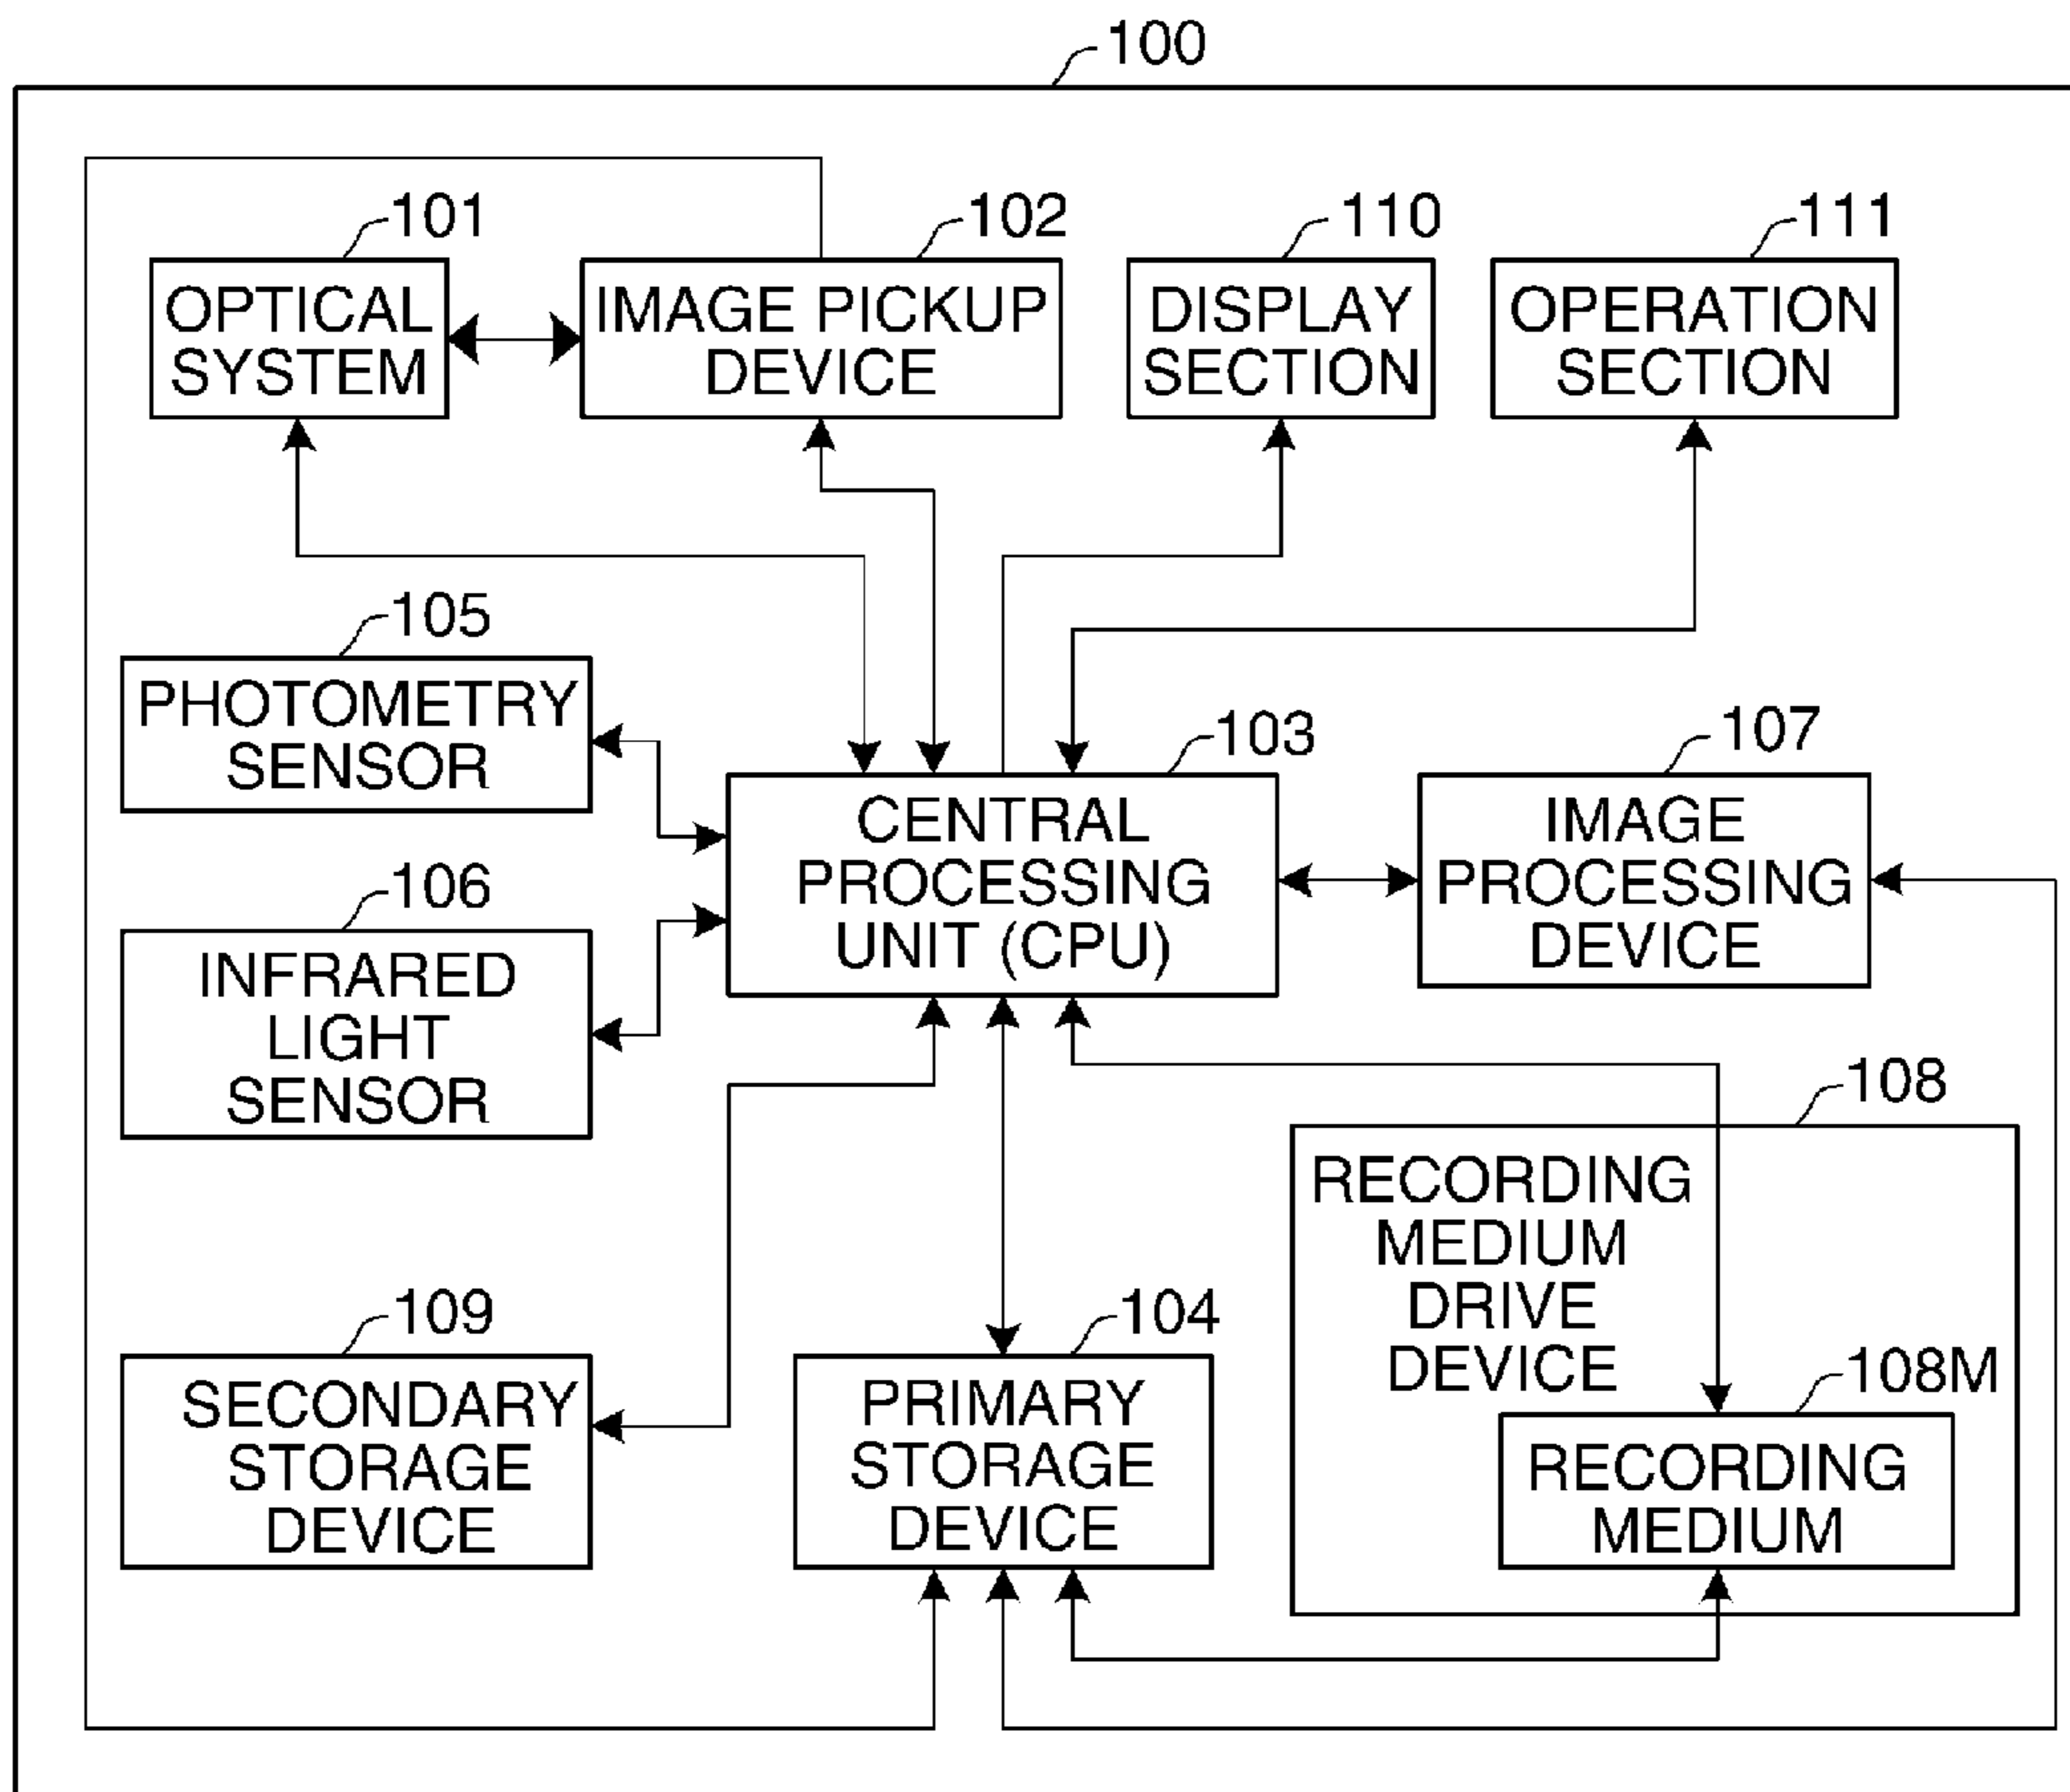 100
101
OPTICAL
SYSTEM
102
IMAGE PICKUP
DEVICE
110
DISPLAY
SECTION
111
OPERATION
SECTION
105
PHOTOMETRY
SENSOR
103
CENTRAL
PROCESSING
UNIT (CPU)
107
IMAGE
PROCESSING
DEVICE
106
INFRARED
LIGHT
SENSOR
108
RECORDING
MEDIUM
DRIVE
DEVICE
109
SECONDARY
STORAGE
DEVICE
104
PRIMARY
STORAGE
DEVICE
108M
RECORDING
MEDIUM